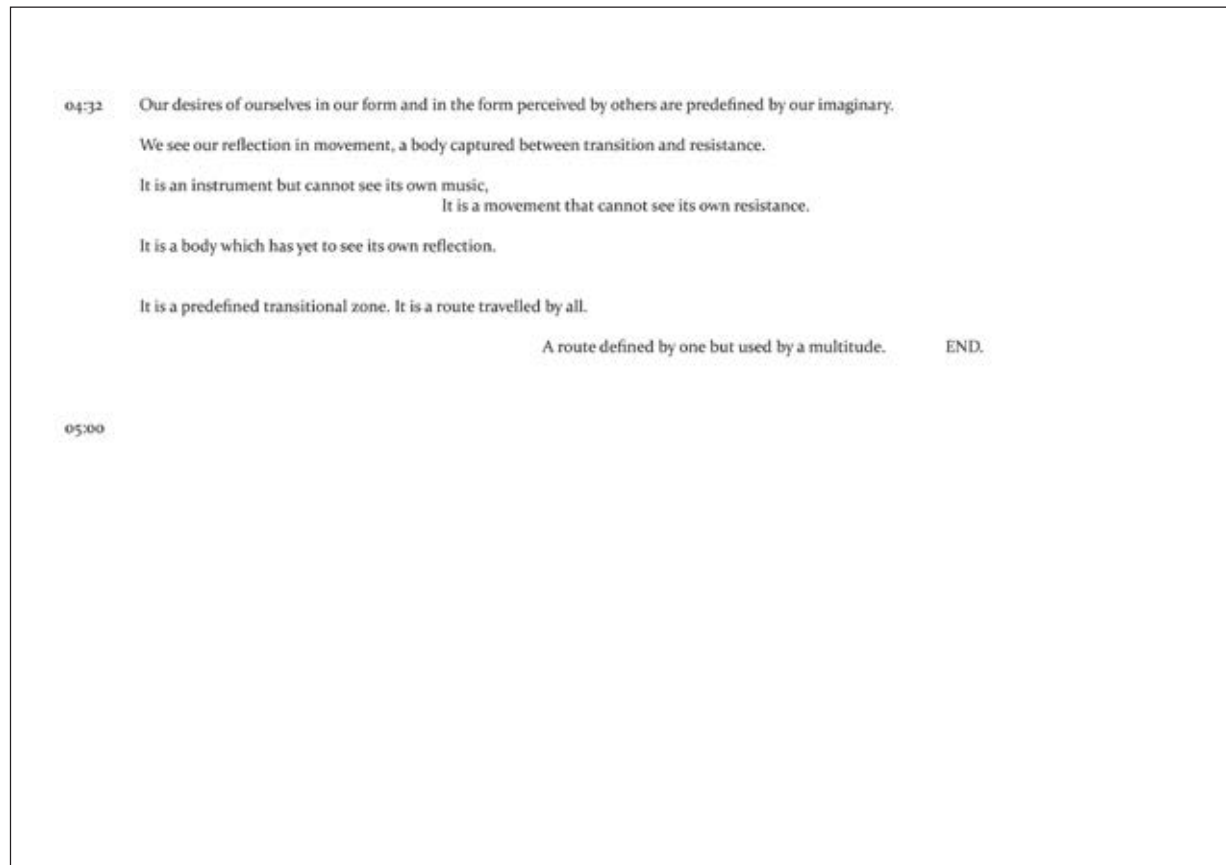 04:32 Our desires of ourselves in our form and in the form perceived by others are predefined by our imaginary.
We see our reflection in movement, a body captured between transition and resistance.
It is an instrument but cannot see its own music,
It is a movement that cannot see its own resistance.
It is a body which has yet to see its own reflection.
It is a predefined transitional zone. It is a route travelled by all.
A route defined by one but used by a multitude. END.
05:00